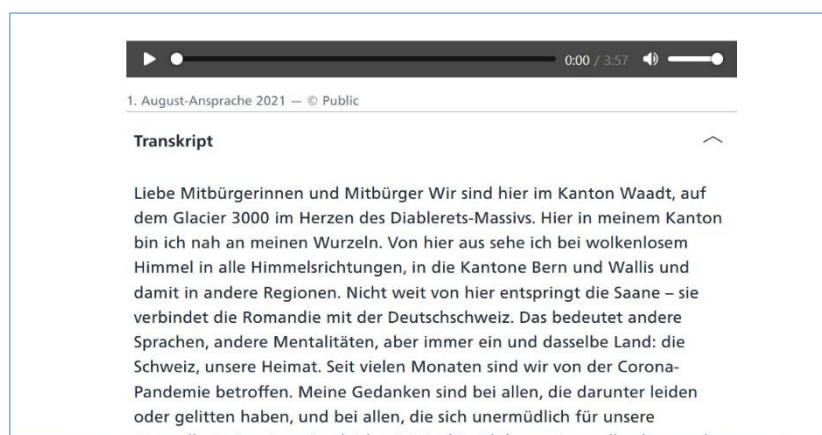 0:00 / 3:57
1. August-Ansprache 2021 — © Public
Transkript
Liebe Mitbürgerinnen und Mitbürger Wir sind hier im Kanton Waadt, auf
dem Glacier 3000 im Herzen des Diablerets-Massivs. Hier in meinem Kanton
bin ich nah an meinen Wurzeln. Von hier aus sehe ich bei wolkenlosem
Himmel in alle Himmelsrichtungen, in die Kantone Bern und Wallis und
damit in andere Regionen. Nicht weit von hier entspringt die Saane – sie
verbindet die Romandie mit der Deutschschweiz. Das bedeutet andere
Sprachen, andere Mentalitäten, aber immer ein und dasselbe Land: die
Schweiz, unsere Heimat. Seit vielen Monaten sind wir von der Corona-
Pandemie betroffen. Meine Gedanken sind bei allen, die darunter leiden
oder gelitten haben, und bei allen, die sich unermüdlich für unsere